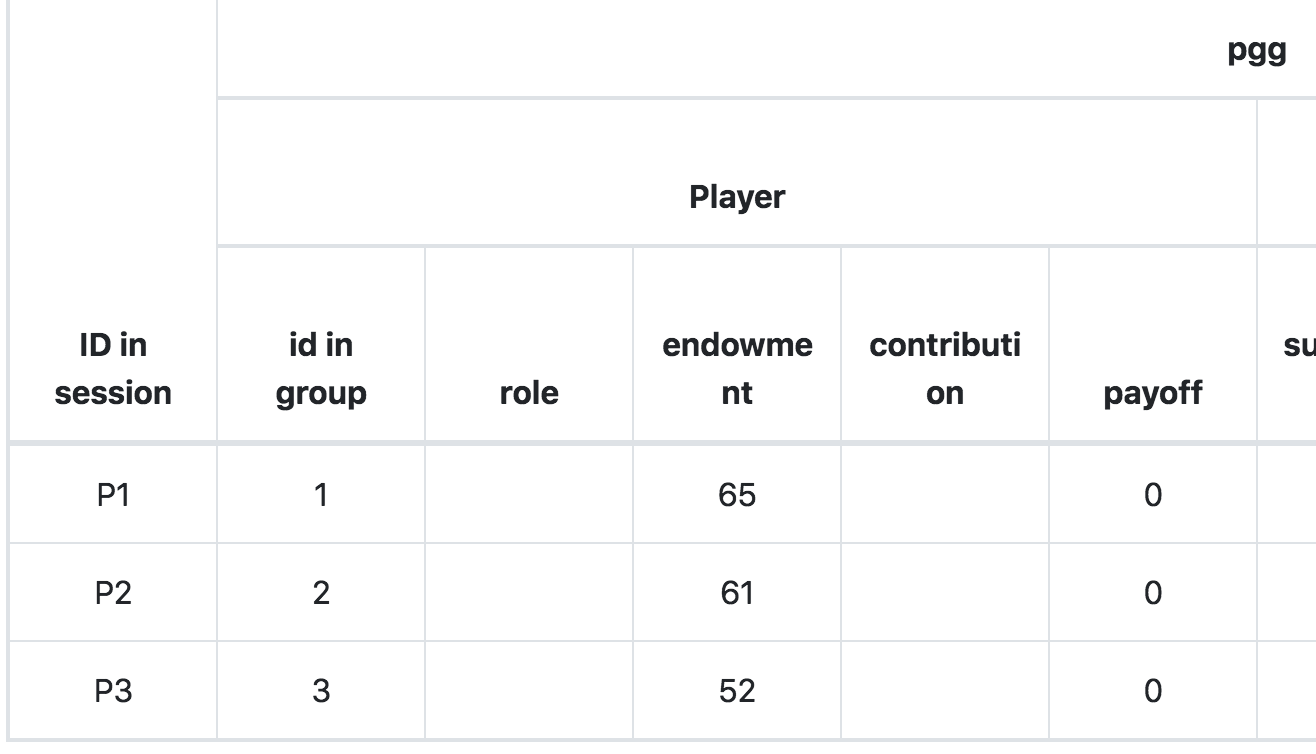 pgg
Player
ID in
session
id in
group
role
endowme
nt
contributi
on
payoff
su
P1 1 65 0
P2 2 61 0
P3 3 52 0